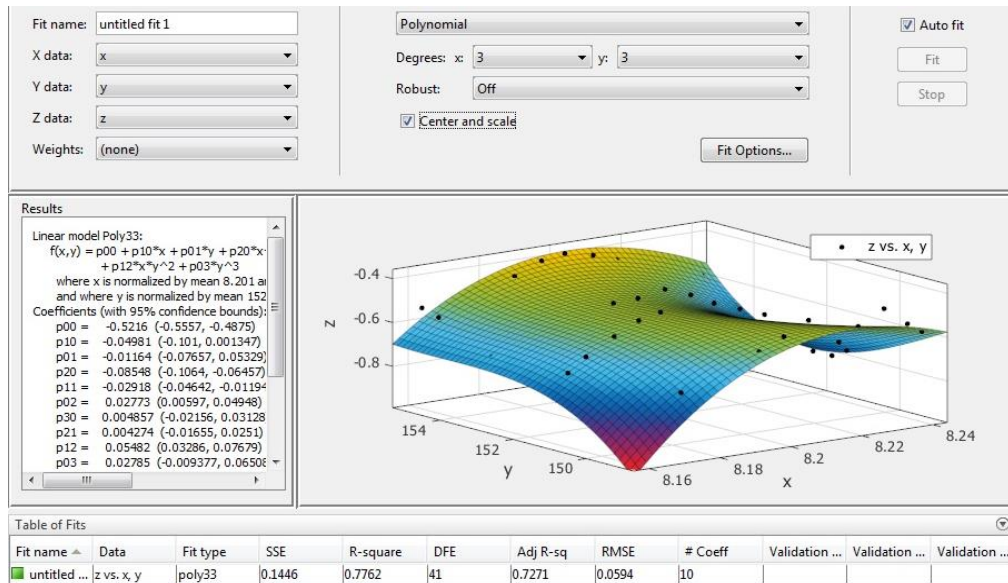 Fit name: untitled fit 1
X data: x
Y data: y
Z data: z
Weights: (none)
Polynomial
Degrees: x: 3 y: 3
Robust: Off
Center and scale
Fit Options...
Auto fit
Fit
Stop
Results
Linear model Poly33:
f(x,y) = p00 + p10*x + p01*y + p20*x
+ p12*x*y^2 + p03*y^3
where x is normalized by mean 8.201
and where y is normalized by mean 152
Coefficients (with 95% confidence bounds):
p00 = -0.5216 (-0.5557, -0.4875)
p10 = -0.04981 (-0.101, 0.001347)
p01 = -0.01164 (-0.07657, 0.05329)
p20 = -0.08548 (-0.1064, -0.06457)
p11 = -0.02918 (-0.04642, -0.01194
p02 = 0.02773 (0.00597, 0.04948)
p30 = 0.004857 (-0.02156, 0.03128
p21 = 0.004274 (-0.01655, 0.0251)
p12 = 0.05482 (0.03286, 0.07679)
p03 = 0.02785 (-0.009377, 0.06508
z vs. x, y
-0.4
-0.6
-0.8
z
154
152
150
y
8.16
8.18
8.2
8.22
8.24
x
Table of Fits
Fit name Data Fit type SSE R-square DFE Adj R-sq RMSE # Coeff Validation ... Validation ... Validation ...
untitled ... z vs. x, y poly33 0.1446 0.7762 41 0.7271 0.0594 10